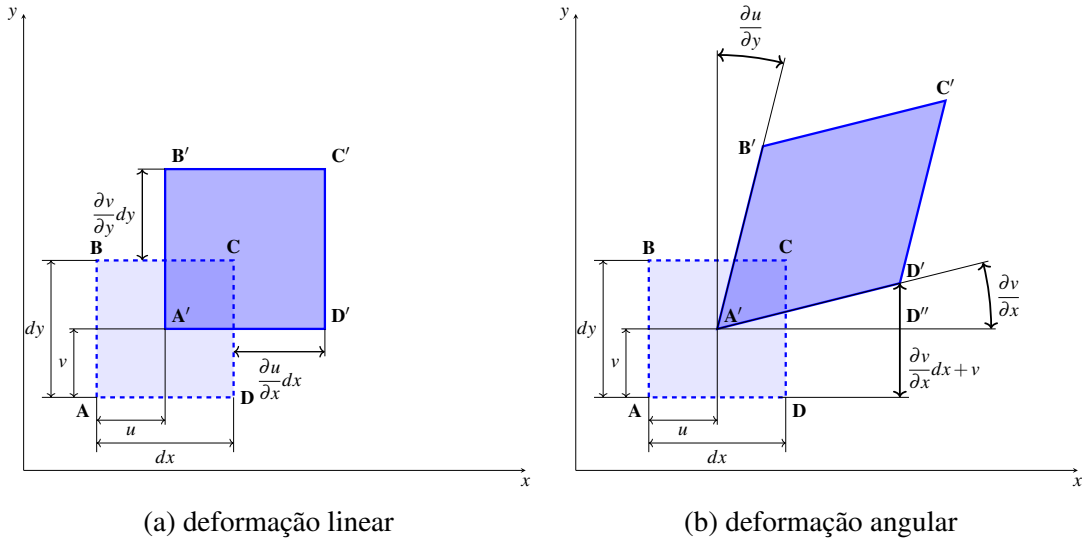 y
B′
C′
∂v/∂y dy
B
C
A′
D′
dy
v
∂u/∂x dx
A
D
u
dx
x
(a) deformação linear
y
∂u/∂y
C′
B′
B
C
D′
∂v/∂x
A′
D′′
dy
v
∂v/∂x dx + v
A
D
u
dx
x
(b) deformação angular